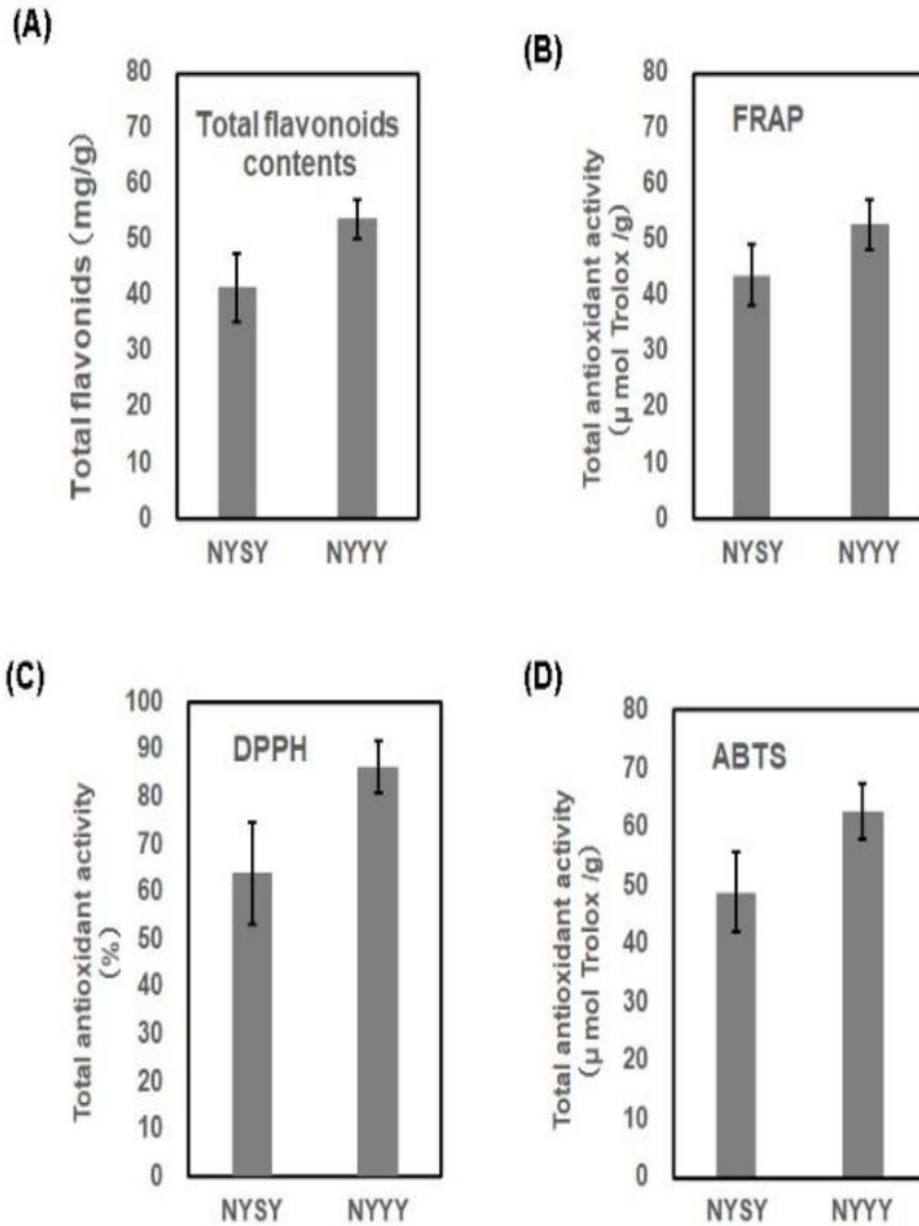 (A)
Total flavonids (mg/g)
80
70
60
50
40
30
20
10
0
Total flavonoids
contents
NYSY NYYY
(B)
Total antioxidant activity
(μ mol Trolox /g)
80
70
60
50
40
30
20
10
0
FRAP
NYSY NYYY
(C)
Total antioxidant activity
(%)
100
90
80
70
60
50
40
30
20
10
0
DPPH
NYSY NYYY
(D)
Total antioxidant activity
(μ mol Trolox /g)
80
70
60
50
40
30
20
10
0
ABTS
NYSY NYYY